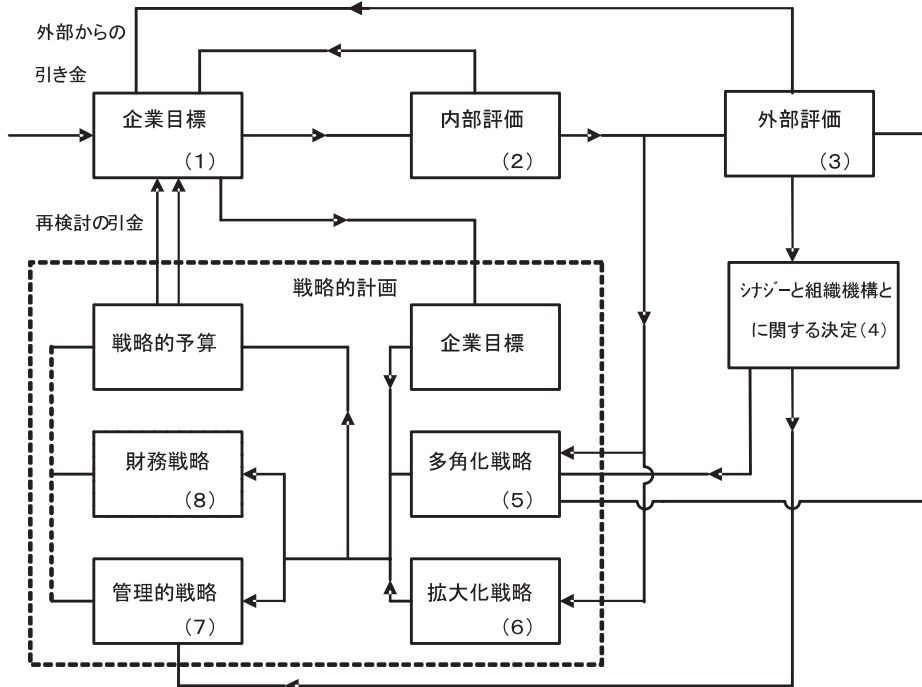 外部からの
引き金
企業目標
(1)
内部評価
(2)
外部評価
(3)
再検討の引金
戦略的計画
シナジーと組織機構と
に関する決定(4)
戦略的予算
企業目標
財務戦略
(8)
多角化戦略
(5)
管理的戦略
(7)
拡大化戦略
(6)